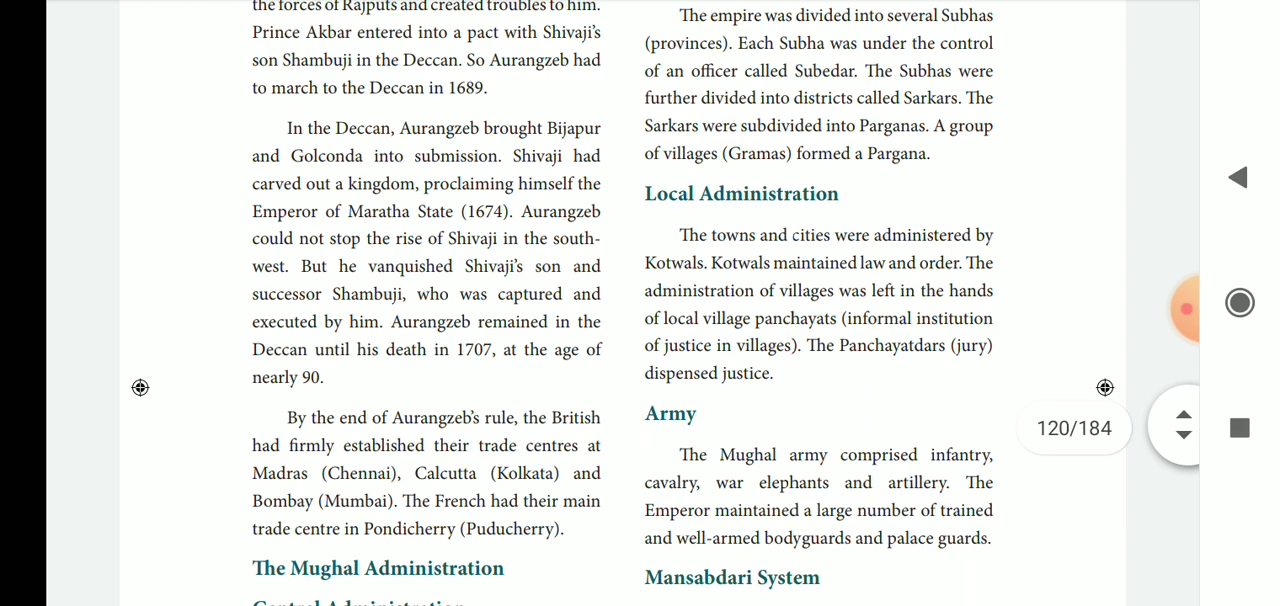 the forces of Rajputs and created troubles to him.
Prince Akbar entered into a pact with Shivaji's
son Shambuji in the Deccan. So Aurangzeb had
to march to the Deccan in 1689.
In the Deccan, Aurangzeb brought Bijapur
and Golconda into submission. Shivaji had
carved out a kingdom, proclaiming himself the
Emperor of Maratha State (1674). Aurangzeb
could not stop the rise of Shivaji in the south-
west. But he vanquished Shivaji's son and
successor Shambuji, who was captured and
executed by him. Aurangzeb remained in the
Deccan until his death in 1707, at the age of
nearly 90.
By the end of Aurangzeb's rule, the British
had firmly established their trade centres at
Madras (Chennai), Calcutta (Kolkata) and
Bombay (Mumbai). The French had their main
trade centre in Pondicherry (Puducherry).
The Mughal Administration
Central Administration
The empire was divided into several Subhas
(provinces). Each Subha was under the control
of an officer called Subedar. The Subhas were
further divided into districts called Sarkars. The
Sarkars were subdivided into Parganas. A group
of villages (Gramas) formed a Pargana.
Local Administration
The towns and cities were administered by
Kotwals. Kotwals maintained law and order. The
administration of villages was left in the hands
of local village panchayats (informal institution
of justice in villages). The Panchayatdars (jury)
dispensed justice.
Army
The Mughal army comprised infantry,
cavalry, war elephants and artillery. The
Emperor maintained a large number of trained
and well-armed bodyguards and palace guards.
Mansabdari System
120/184